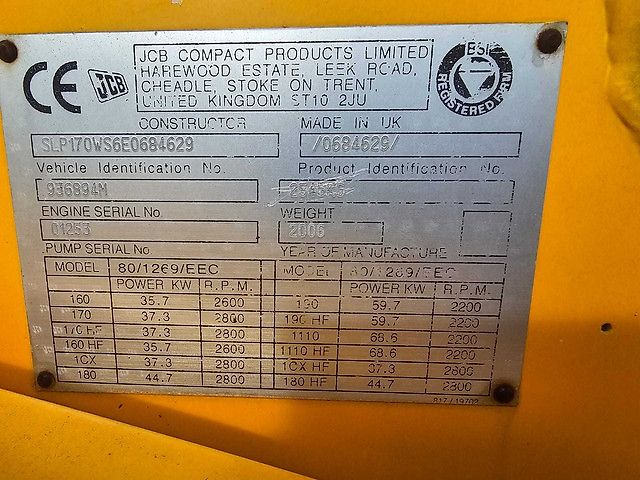 CE JCB
JCB COMPACT PRODUCTS LIMITED
HAREWOOD ESTATE, LEEK ROAD,
CHEADLE, STOKE ON TRENT,
UNITED KINGDOM ST10 2JU
BSI REGISTERED FIRM
CONSTRUCTOR MADE IN UK
SLP170WS6E0684629 /0684629/
Vehicle Identification No. Product Identification No.
936894M
ENGINE SERIAL No. WEIGHT
01253 2006
PUMP SERIAL No. YEAR OF MANUFACTURE
MODEL 80/1269/EEC MODEL 80/1269/EEC
POWER KW R.P.M. POWER KW R.P.M.
160 35.7 2600 190 59.7 2200
170 37.3 2800 190 HF 59.7 2200
170 HF 37.3 2800 1110 68.6 2200
160 HF 35.7 2600 1110 HF 68.6 2200
1CX 37.3 2800 1CX HF 37.3 2800
180 44.7 2800 180 HF 44.7 2800
817/19702